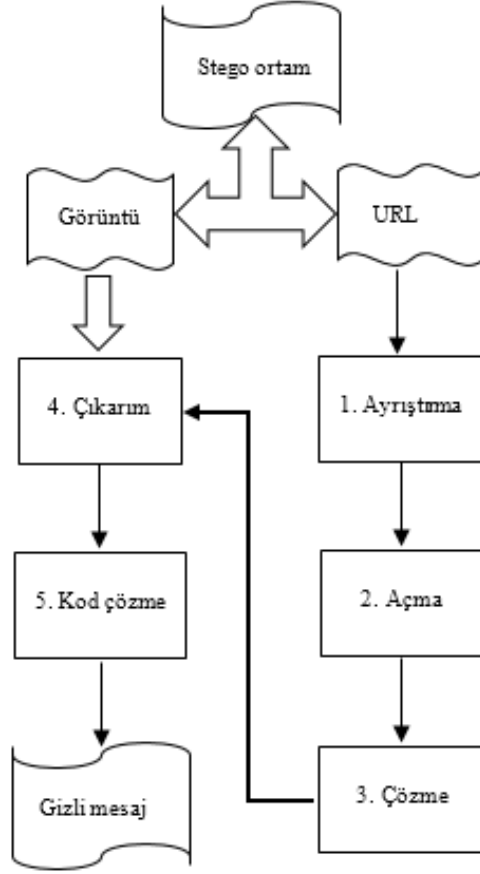 Stego ortam
Görüntü
URL
4. Çıkarım
1. Ayrıştırma
5. Kod çözme
2. Açma
Gizli mesaj
3. Çözme